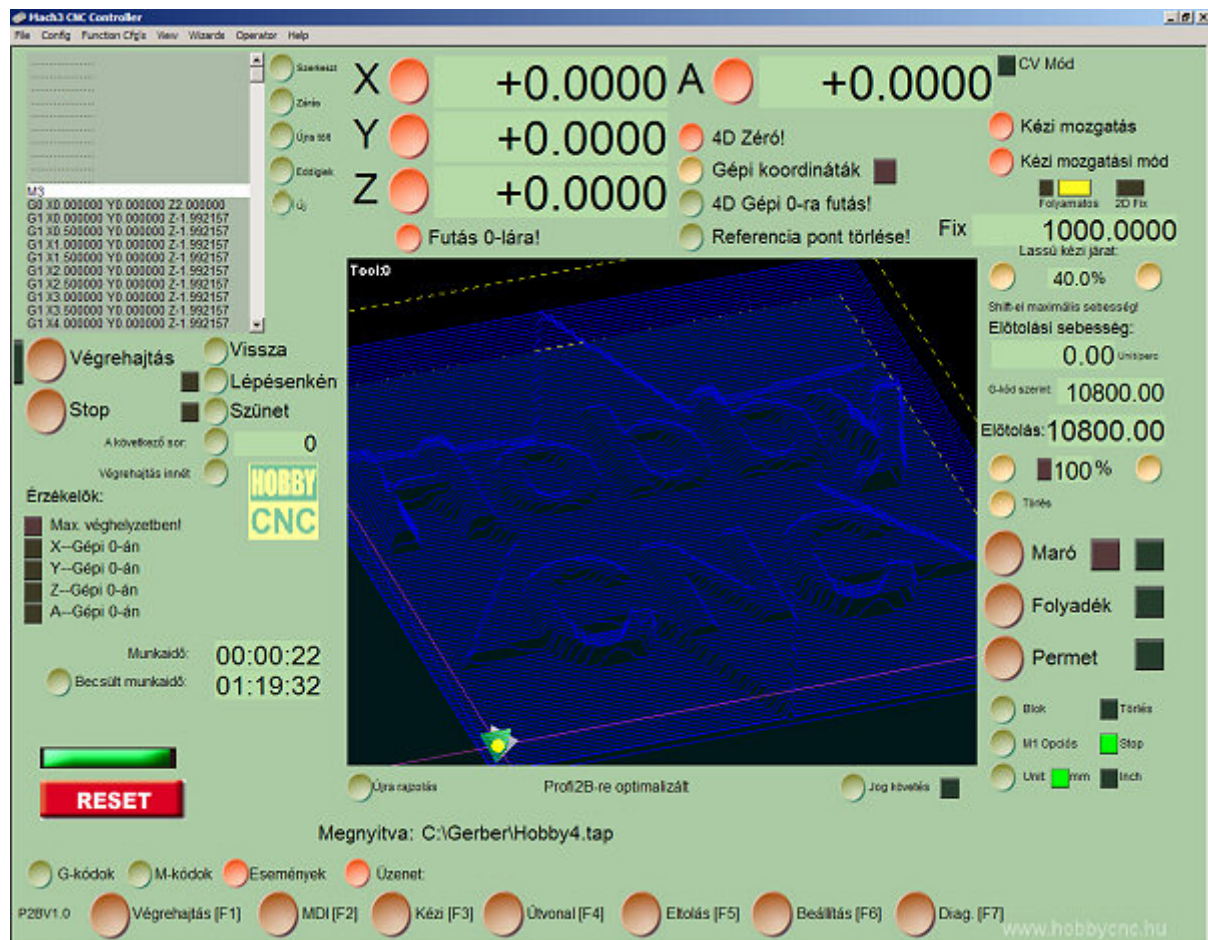 Mach3 CNC Controller
File Config Function Cfg's View Wizards Operator Help
M3
G0 X0.000000 Y0.000000 Z2.000000
G1 X0.000000 Y0.000000 Z-1.992157
G1 X0.500000 Y0.000000 Z-1.992157
G1 X1.000000 Y0.000000 Z-1.992157
G1 X1.500000 Y0.000000 Z-1.992157
G1 X2.000000 Y0.000000 Z-1.992157
G1 X2.500000 Y0.000000 Z-1.992157
G1 X3.000000 Y0.000000 Z-1.992157
G1 X3.500000 Y0.000000 Z-1.992157
G1 X4.000000 Y0.000000 Z-1.992157
Szerkeszt
Zárás
Újra tölt
Eddigiek
Új
X +0.0000
Y +0.0000
Z +0.0000
Futás 0-lára!
A +0.0000
4D Zéró!
Gépi koordináták
4D Gépi 0-ra futás!
Referencia pont törlése!
CV Mód
Kézi mozgatás
Kézi mozgatási mód
Folyamatos 2D Fix
Fix 1000.0000
Lassú kézi járat:
40.0%
Shift-el maximális sebesség!
Előtolási sebesség:
0.00 Unit/perc
G-kód szerint: 10800.00
Előtolás: 10800.00
100 %
Törlés
Maró
Folyadék
Permet
Blok Törlés
M1 Opciós Stop
Unit: mm Inch
Végrehajtás
Stop
Vissza
Lépésenkén
Szünet
A következő sor: 0
Végrehajtás innét:
HOBBY
CNC
Érzékelők:
Max. véghelyzetben!
X--Gépi 0-án
Y--Gépi 0-án
Z--Gépi 0-án
A--Gépi 0-án
Munkaidő: 00:00:22
Becsült munkaidő: 01:19:32
RESET
Tool:0
Hobby
CNC
Újra rajzolás
Profi2B-re optimalizált
Jog követés
Megnyitva: C:\Gerber\Hobby4.tap
G-kódok M-kódok Események Üzenet:
P2BV1.0 Végrehajtás [F1] MDI [F2] Kézi [F3] Útvonal [F4] Eltolás [F5] Beállítás [F6] Diag. [F7]
www.hobbycnc.hu